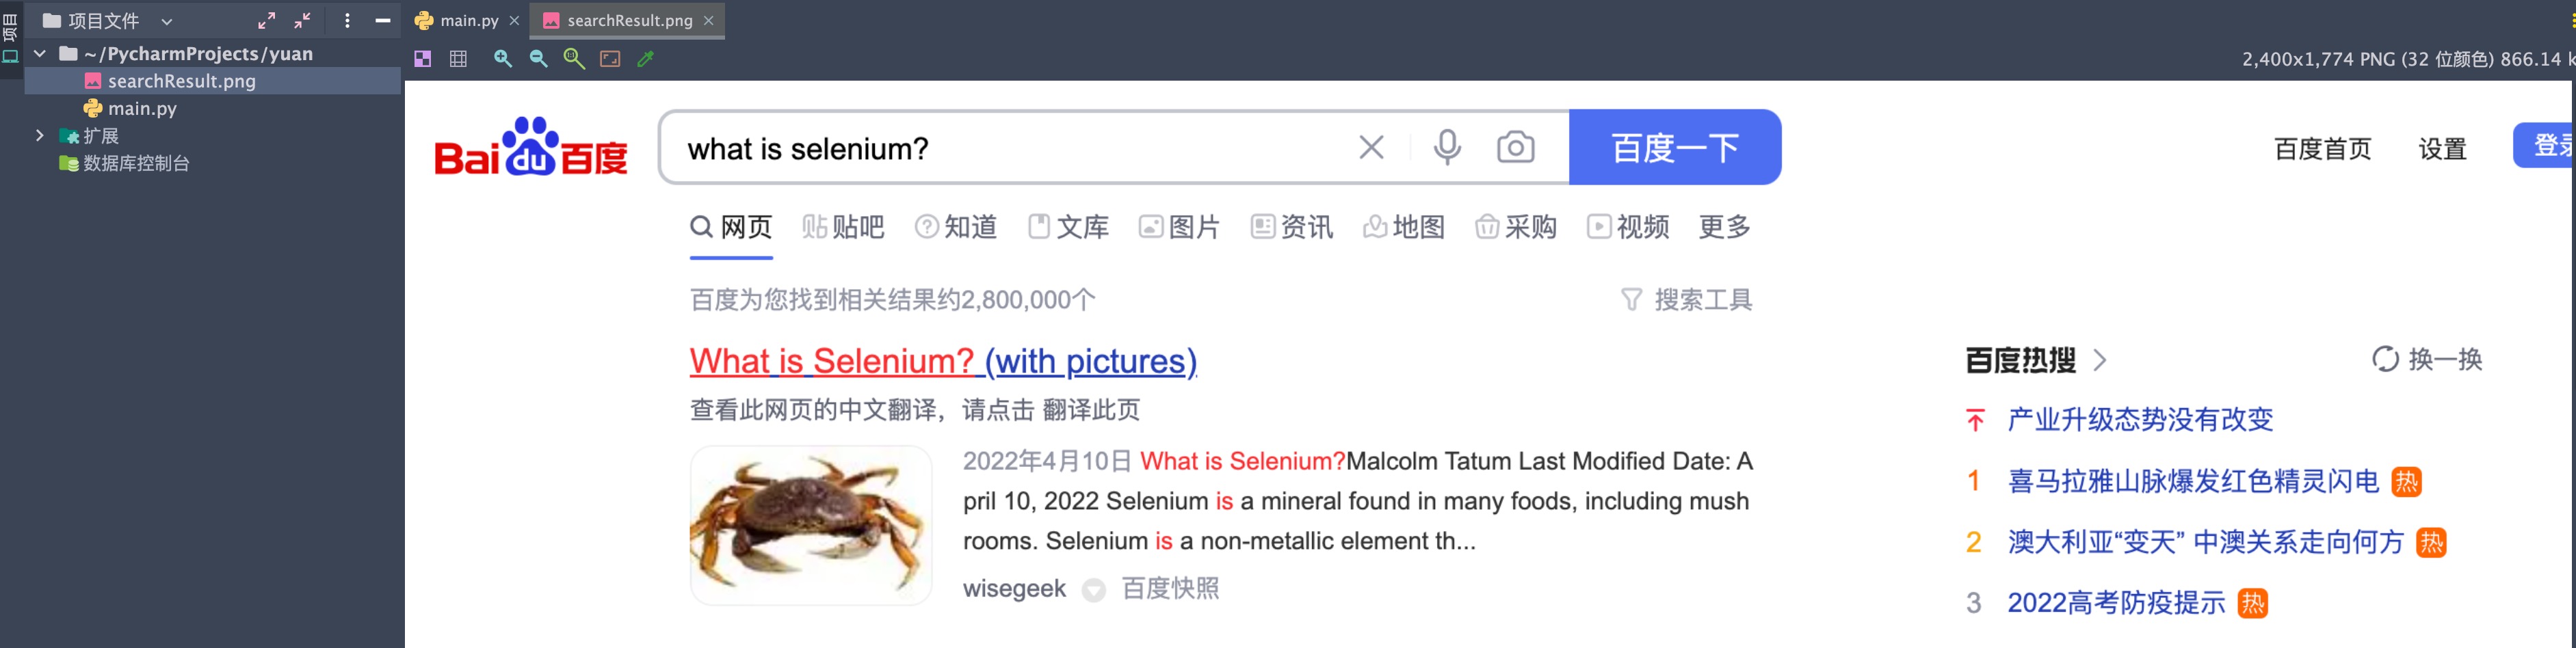 项目
项目文件
~/PycharmProjects/yuan
searchResult.png
main.py
扩展
数据库控制台
main.py
searchResult.png
2,400x1,774 PNG (32 位颜色) 866.14 k
Baidu百度
what is selenium?
百度一下
百度首页 设置 登录
网页 贴吧 知道 文库 图片 资讯 地图 采购 视频 更多
百度为您找到相关结果约2,800,000个
搜索工具
What is Selenium? (with pictures)
查看此网页的中文翻译，请点击 翻译此页
2022年4月10日 What is Selenium?Malcolm Tatum Last Modified Date: A
pril 10, 2022 Selenium is a mineral found in many foods, including mush
rooms. Selenium is a non-metallic element th...
wisegeek 百度快照
百度热搜
换一换
产业升级态势没有改变
1 喜马拉雅山脉爆发红色精灵闪电 热
2 澳大利亚“变天” 中澳关系走向何方 热
3 2022高考防疫提示 热